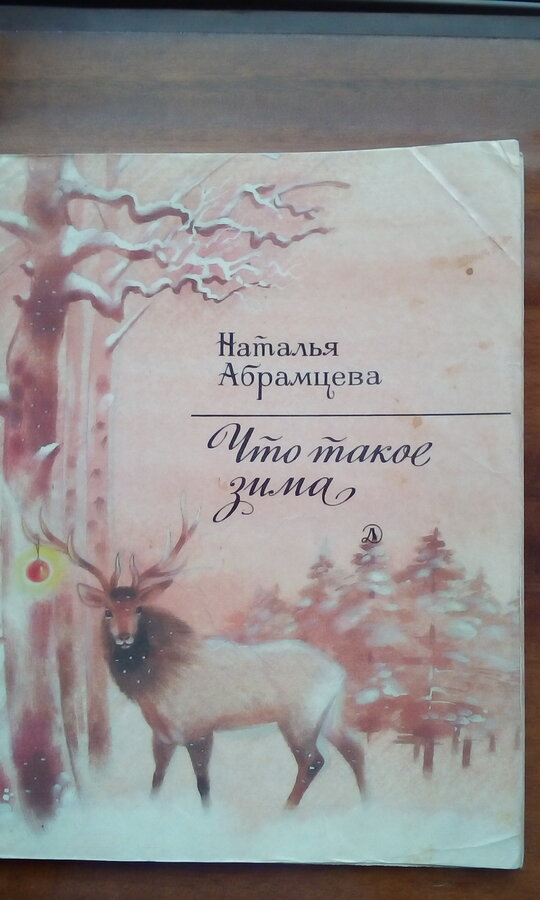 Наталья
Абрамцева
Что такое
зима
Д